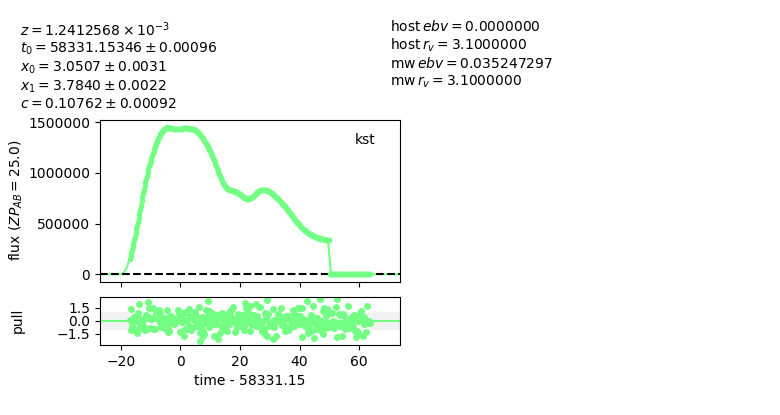 z = 1.2412568 × 10⁻³
t₀ = 58331.15346 ± 0.00096
x₀ = 3.0507 ± 0.0031
x₁ = 3.7840 ± 0.0022
c = 0.10762 ± 0.00092
host ebv = 0.0000000
host r_v = 3.1000000
mw ebv = 0.035247297
mw r_v = 3.1000000
1500000
1000000
500000
0
flux (ZP_AB = 25.0)
kst
1.5
0.0
−1.5
pull
−20 0 20 40 60
time - 58331.15